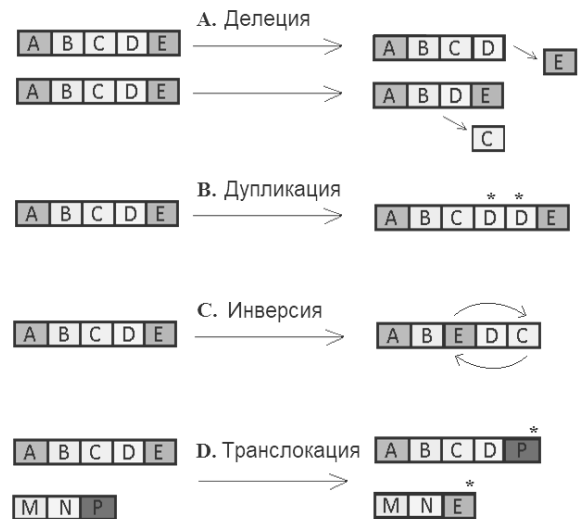 A. Делеция
A B C D E
A B C D
E
A B C D E
A B D E
C
B. Дупликация
* *
A B C D E
A B C D D E
C. Инверсия
A B C D E
A B E D C
D. Транслокация
*
A B C D E
A B C D P
*
M N P
M N E